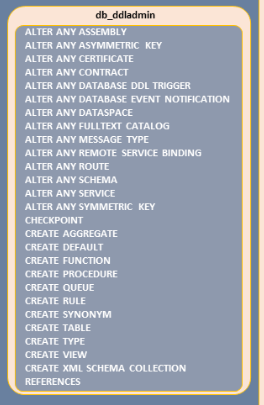 db_ddladmin
ALTER ANY ASSEMBLY
ALTER ANY ASYMMETRIC KEY
ALTER ANY CERTIFICATE
ALTER ANY CONTRACT
ALTER ANY DATABASE DDL TRIGGER
ALTER ANY DATABASE EVENT NOTIFICATION
ALTER ANY DATASPACE
ALTER ANY FULLTEXT CATALOG
ALTER ANY MESSAGE TYPE
ALTER ANY REMOTE SERVICE BINDING
ALTER ANY ROUTE
ALTER ANY SCHEMA
ALTER ANY SERVICE
ALTER ANY SYMMETRIC KEY
CHECKPOINT
CREATE AGGREGATE
CREATE DEFAULT
CREATE FUNCTION
CREATE PROCEDURE
CREATE QUEUE
CREATE RULE
CREATE SYNONYM
CREATE TABLE
CREATE TYPE
CREATE VIEW
CREATE XML SCHEMA COLLECTION
REFERENCES